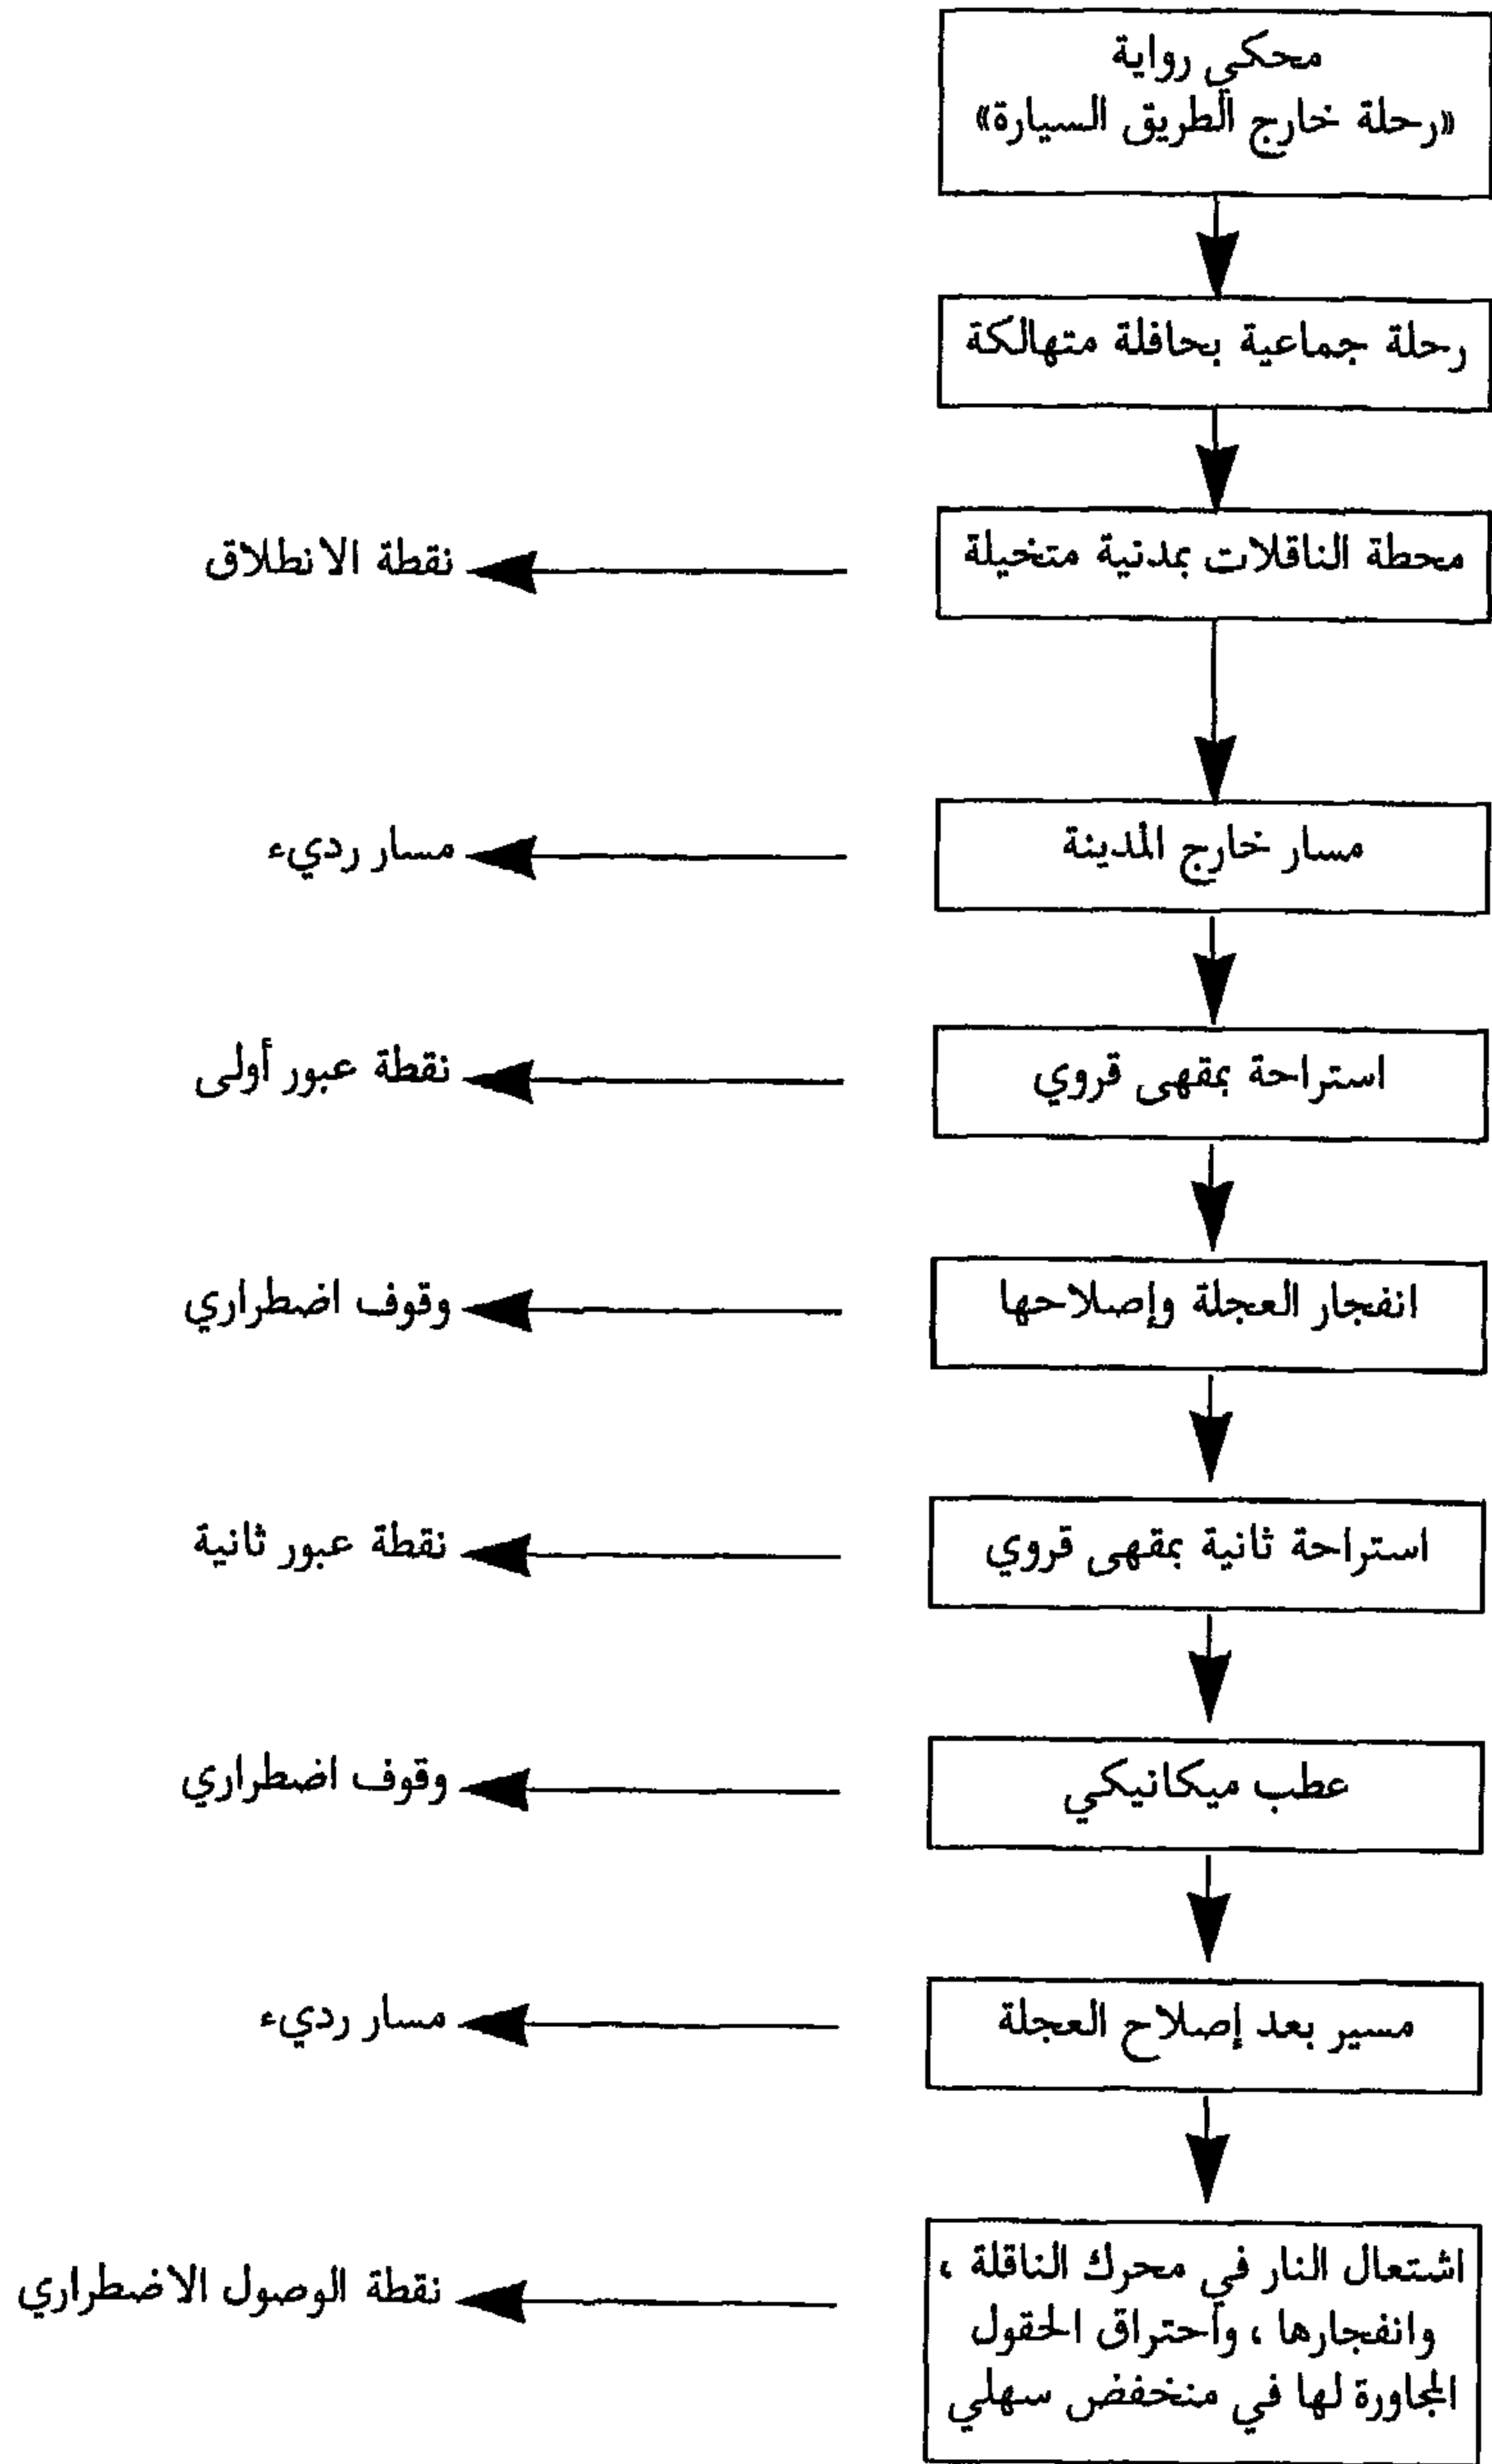 محكي رواية
«رحلة خارج الطريق السيارة»
رحلة جماعية بحافلة متهالكة
محطة الناقلات بمدنية متخيلة
نقطة الانطلاق
مسار خارج المدينة
مسار رديء
استراحة بمقهى قروي
نقطة عبور أولى
انفجار العجلة وإصلاحها
وقوف اضطراري
استراحة ثانية بمقهى قروي
نقطة عبور ثانية
عطب ميكانيكي
وقوف اضطراري
مسير بعد إصلاح العجلة
مسار رديء
اشتعال النار في محرك الناقلة ،
وانفجارها ، واحتراق الحقول
المجاورة لها في منخفض سهلي
نقطة الوصول الاضطراري